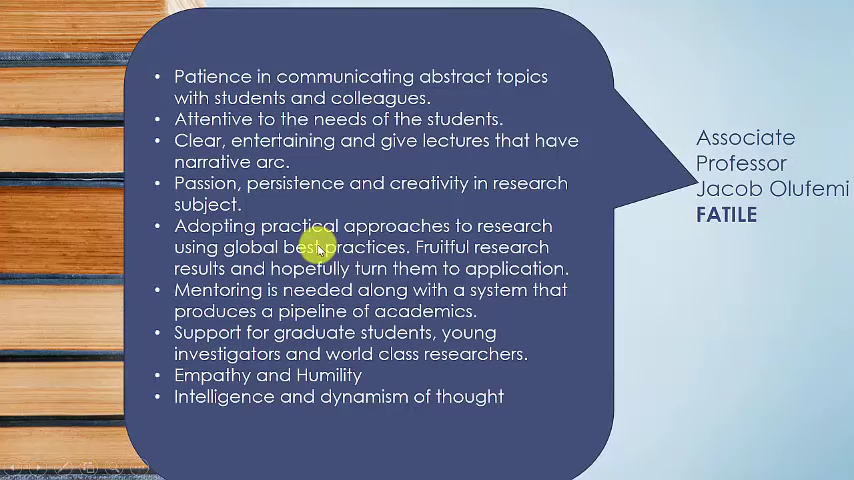 • Patience in communicating abstract topics
with students and colleagues.
• Attentive to the needs of the students.
• Clear, entertaining and give lectures that have
narrative arc.
• Passion, persistence and creativity in research
subject.
• Adopting practical approaches to research
using global best practices. Fruitful research
results and hopefully turn them to application.
• Mentoring is needed along with a system that
produces a pipeline of academics.
• Support for graduate students, young
investigators and world class researchers.
• Empathy and Humility
• Intelligence and dynamism of thought
Associate
Professor
Jacob Olufemi
FATILE